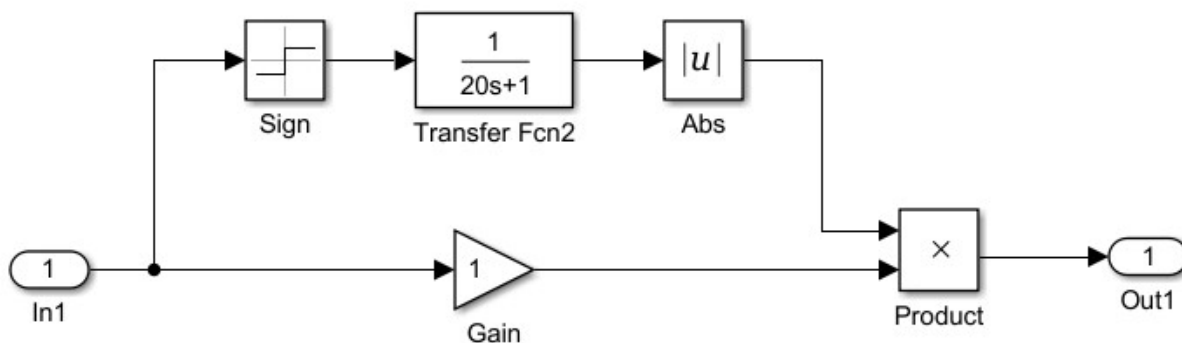 1
20s+1
|u|
Sign
Transfer Fcn2
Abs
1
1
×
1
In1
Gain
Product
Out1